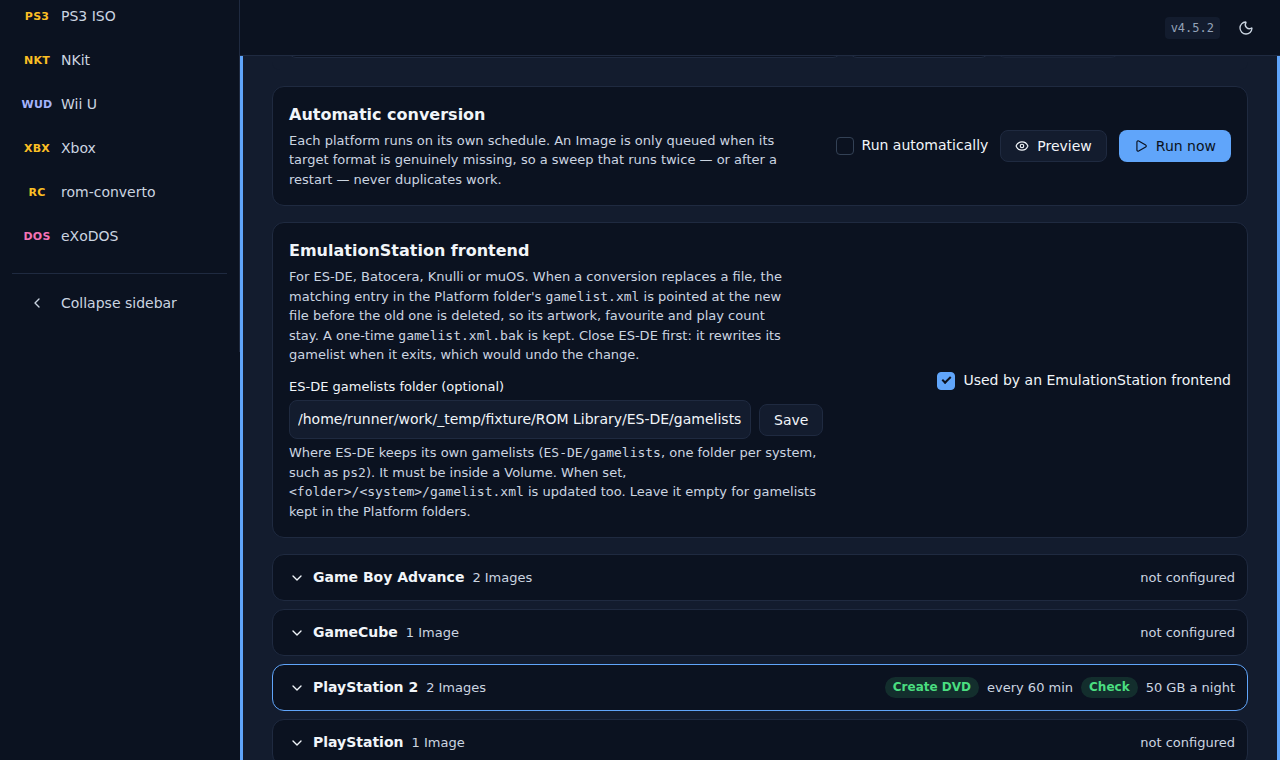 PS3 PS3 ISO
NKT NKit
WUD Wii U
XBX Xbox
RC rom-converto
DOS eXoDOS
Collapse sidebar
v4.5.2
Automatic conversion
Each platform runs on its own schedule. An Image is only queued when its
target format is genuinely missing, so a sweep that runs twice — or after a
restart — never duplicates work.
Run automatically
Preview
Run now
EmulationStation frontend
For ES-DE, Batocera, Knulli or muOS. When a conversion replaces a file, the
matching entry in the Platform folder's gamelist.xml is pointed at the new
file before the old one is deleted, so its artwork, favourite and play count
stay. A one-time gamelist.xml.bak is kept. Close ES-DE first: it rewrites its
gamelist when it exits, which would undo the change.
ES-DE gamelists folder (optional)
/home/runner/work/_temp/fixture/ROM Library/ES-DE/gamelists
Save
Where ES-DE keeps its own gamelists (ES-DE/gamelists, one folder per system,
such as ps2). It must be inside a Volume. When set,
<folder>/<system>/gamelist.xml is updated too. Leave it empty for gamelists
kept in the Platform folders.
Used by an EmulationStation frontend
Game Boy Advance 2 Images not configured
GameCube 1 Image not configured
PlayStation 2 2 Images Create DVD every 60 min Check 50 GB a night
PlayStation 1 Image not configured